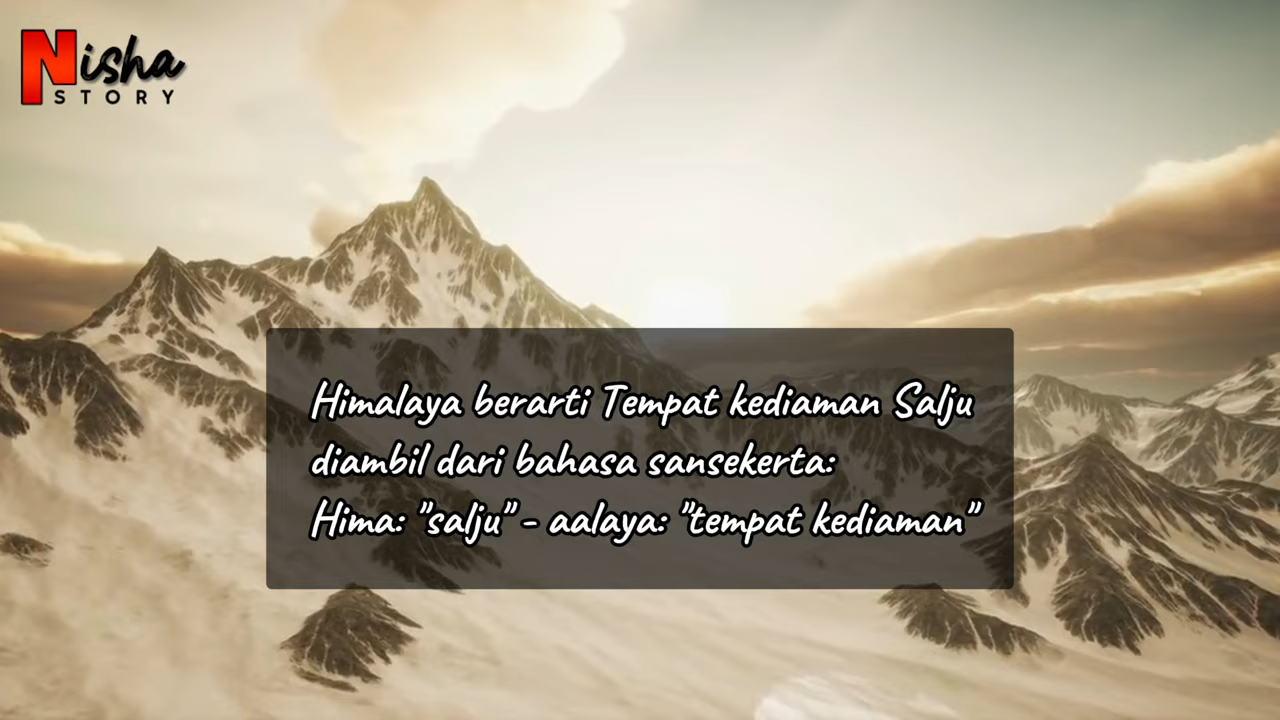 Nisha
STORY
Himalaya berarti Tempat kediaman Salju
diambil dari bahasa sansekerta:
Hima: "salju" - aalaya: "tempat kediaman"